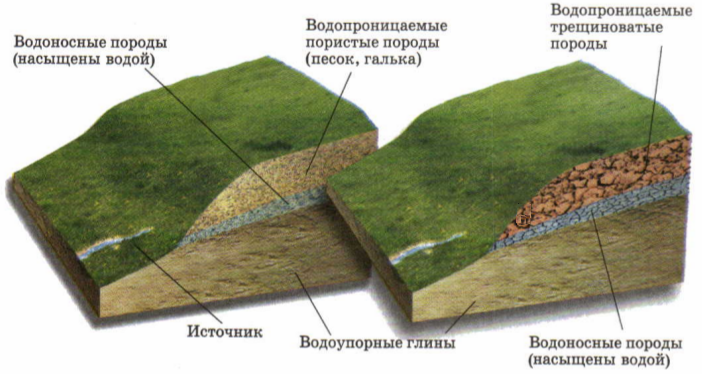 Водоносные породы
(насыщены водой)
Водопроницаемые
пористые породы
(песок, галька)
Водопроницаемые
трещиноватые
породы
Источник
Водоупорные глины
Водоносные породы
(насыщены водой)